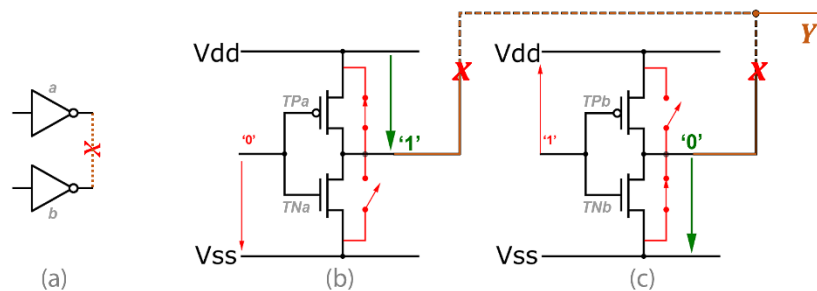 a
X
b
(a)
Vdd
TPa
'0'
'1'
TNa
Vss
(b)
X
Vdd
TPb
'1'
'0'
TNb
Vss
(c)
X
Y